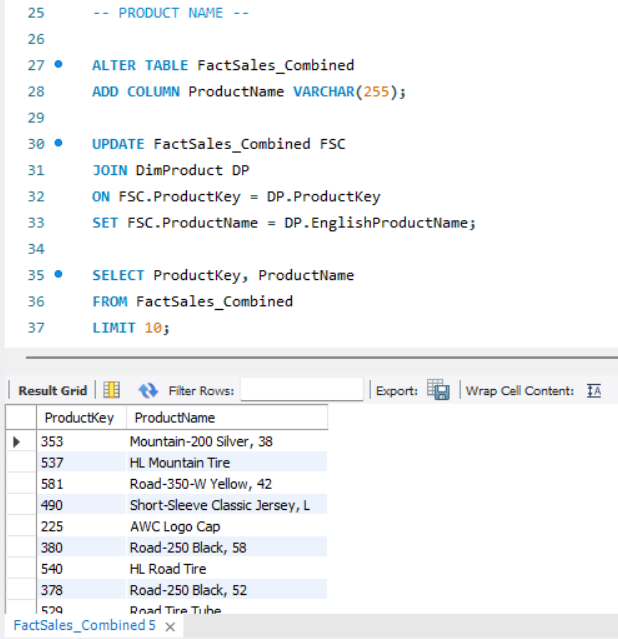 25 -- PRODUCT NAME --
26
27 ALTER TABLE FactSales_Combined
28 ADD COLUMN ProductName VARCHAR(255);
29
30 UPDATE FactSales_Combined FSC
31 JOIN DimProduct DP
32 ON FSC.ProductKey = DP.ProductKey
33 SET FSC.ProductName = DP.EnglishProductName;
34
35 SELECT ProductKey, ProductName
36 FROM FactSales_Combined
37 LIMIT 10;
Result Grid Filter Rows: Export: Wrap Cell Content: IA
ProductKey ProductName
353 Mountain-200 Silver, 38
537 HL Mountain Tire
581 Road-350-W Yellow, 42
490 Short-Sleeve Classic Jersey, L
225 AWC Logo Cap
380 Road-250 Black, 58
540 HL Road Tire
378 Road-250 Black, 52
529 Road Tire Tube
FactSales_Combined 5 ×